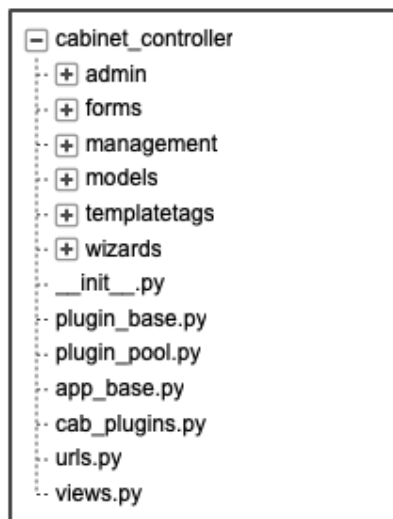 cabinet_controller
admin
forms
management
models
templatetags
wizards
__init__.py
plugin_base.py
plugin_pool.py
app_base.py
cab_plugins.py
urls.py
views.py